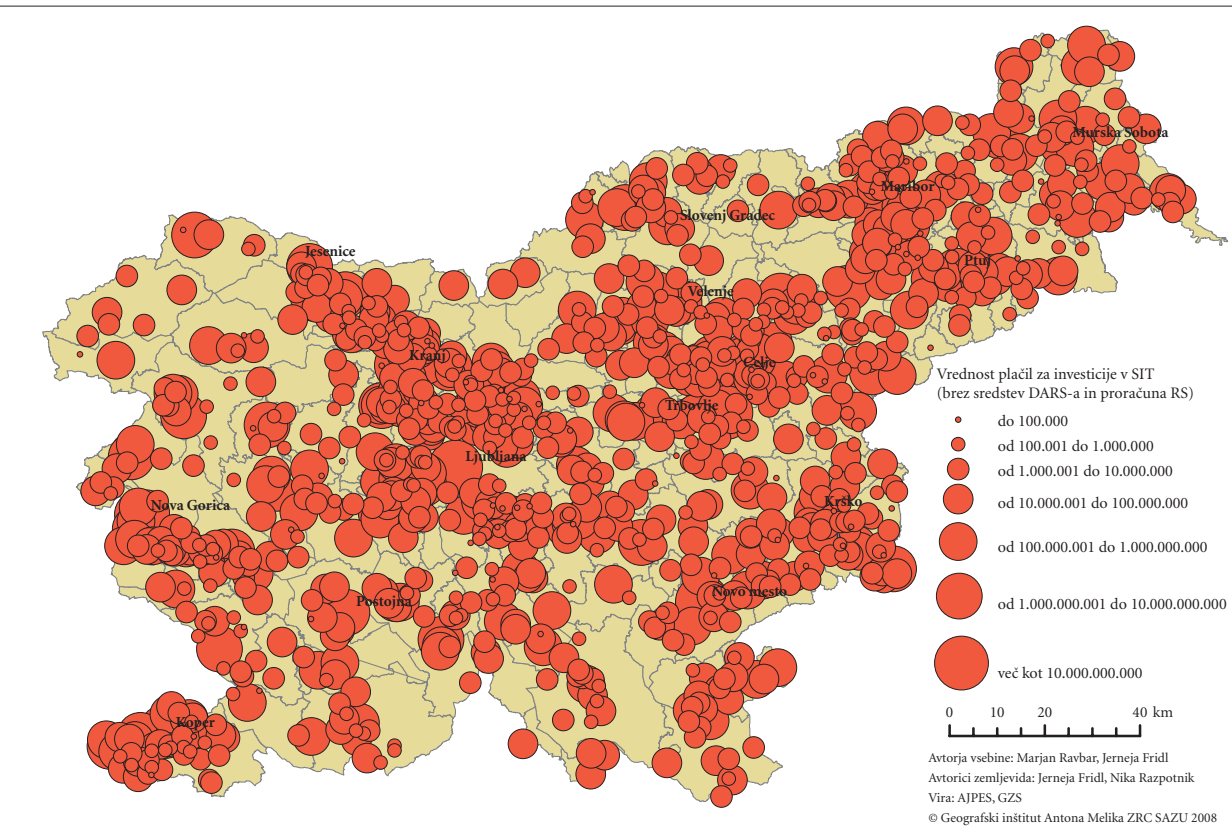 Murska Sobota
Maribor
Slovenj Gradec
Jesenice
Ptuj
Velenje
Kranj
Celje
Trbovlje
Ljubljana
Nova Gorica
Krško
Postojna
Novo mesto
Koper
Vrednost plačil za investicije v SIT
(brez sredstev DARS-a in proračuna RS)
do 100.000
od 100.001 do 1.000.000
od 1.000.001 do 10.000.000
od 10.000.001 do 100.000.000
od 100.000.001 do 1.000.000.000
od 1.000.000.001 do 10.000.000.000
več kot 10.000.000.000
0 10 20 40 km
Avtorja vsebine: Marjan Ravbar, Jerneja Fridl
Avtorici zemljevida: Jerneja Fridl, Nika Razpotnik
Vira: AJPES, GZS
© Geografski inštitut Antona Melika ZRC SAZU 2008